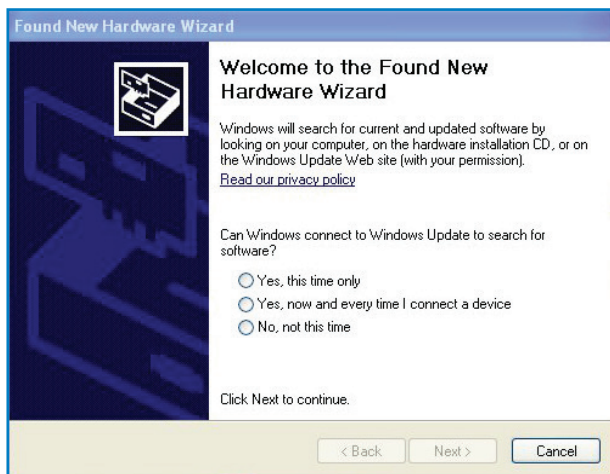 Found New Hardware Wizard
Welcome to the Found New
Hardware Wizard
Windows will search for current and updated software by
looking on your computer, on the hardware installation CD, or on
the Windows Update Web site (with your permission).
Read our privacy policy
Can Windows connect to Windows Update to search for
software?
Yes, this time only
Yes, now and every time I connect a device
No, not this time
Click Next to continue.
< Back Next > Cancel